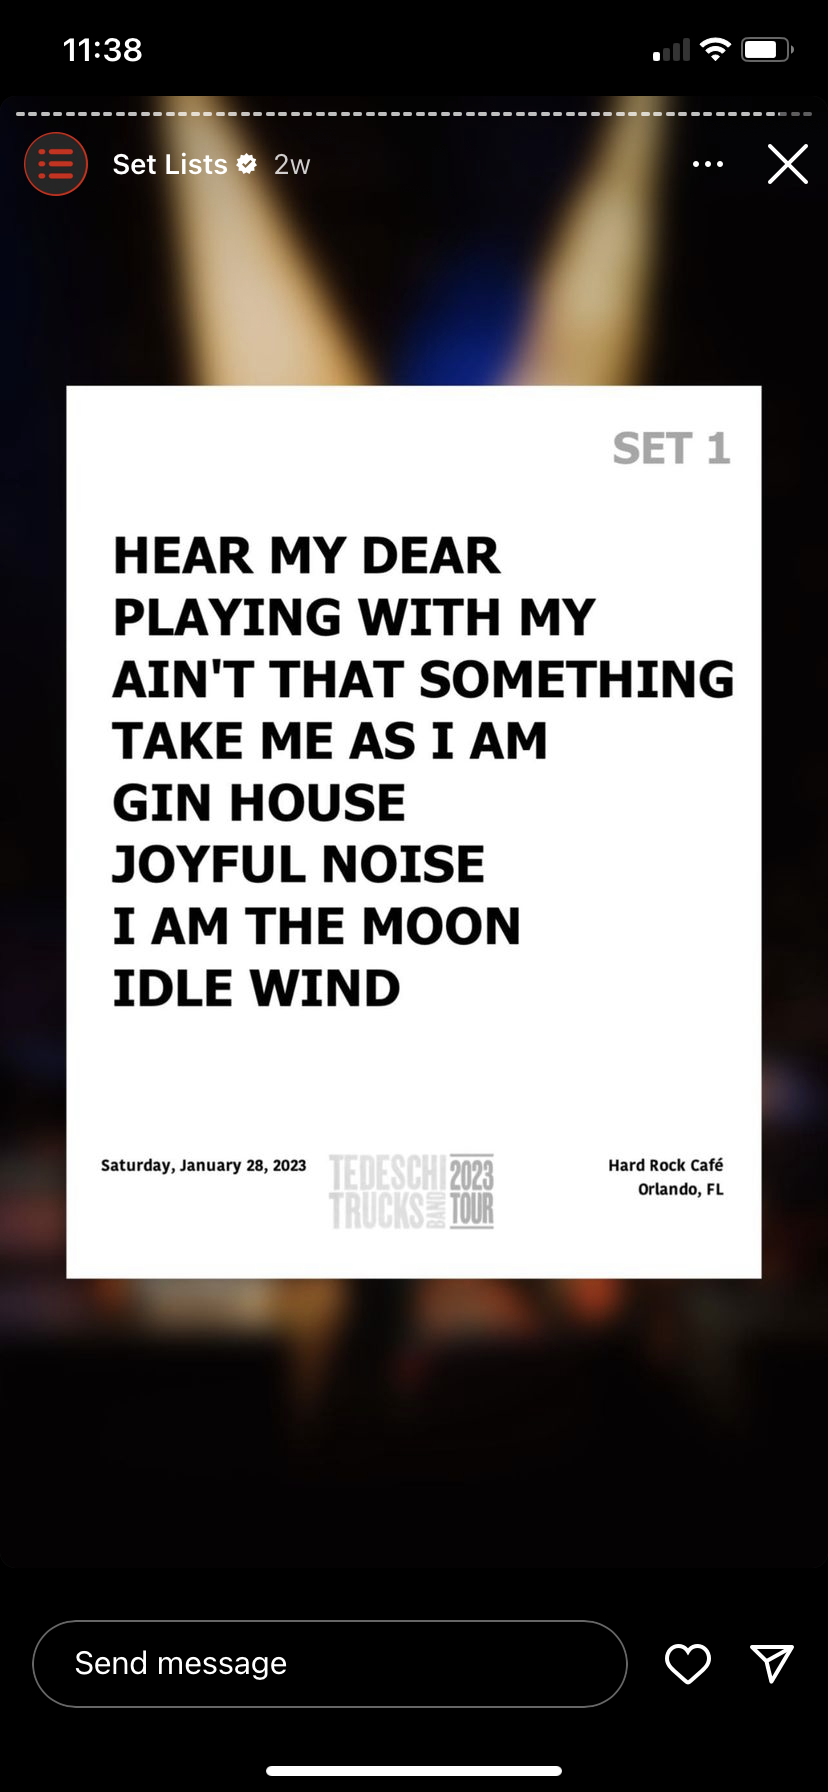 11:38
Set Lists 2w
SET 1
HEAR MY DEAR
PLAYING WITH MY
AIN'T THAT SOMETHING
TAKE ME AS I AM
GIN HOUSE
JOYFUL NOISE
I AM THE MOON
IDLE WIND
Saturday, January 28, 2023
TEDESCHI
TRUCKS BAND
2023
TOUR
Hard Rock Café
Orlando, FL
Send message